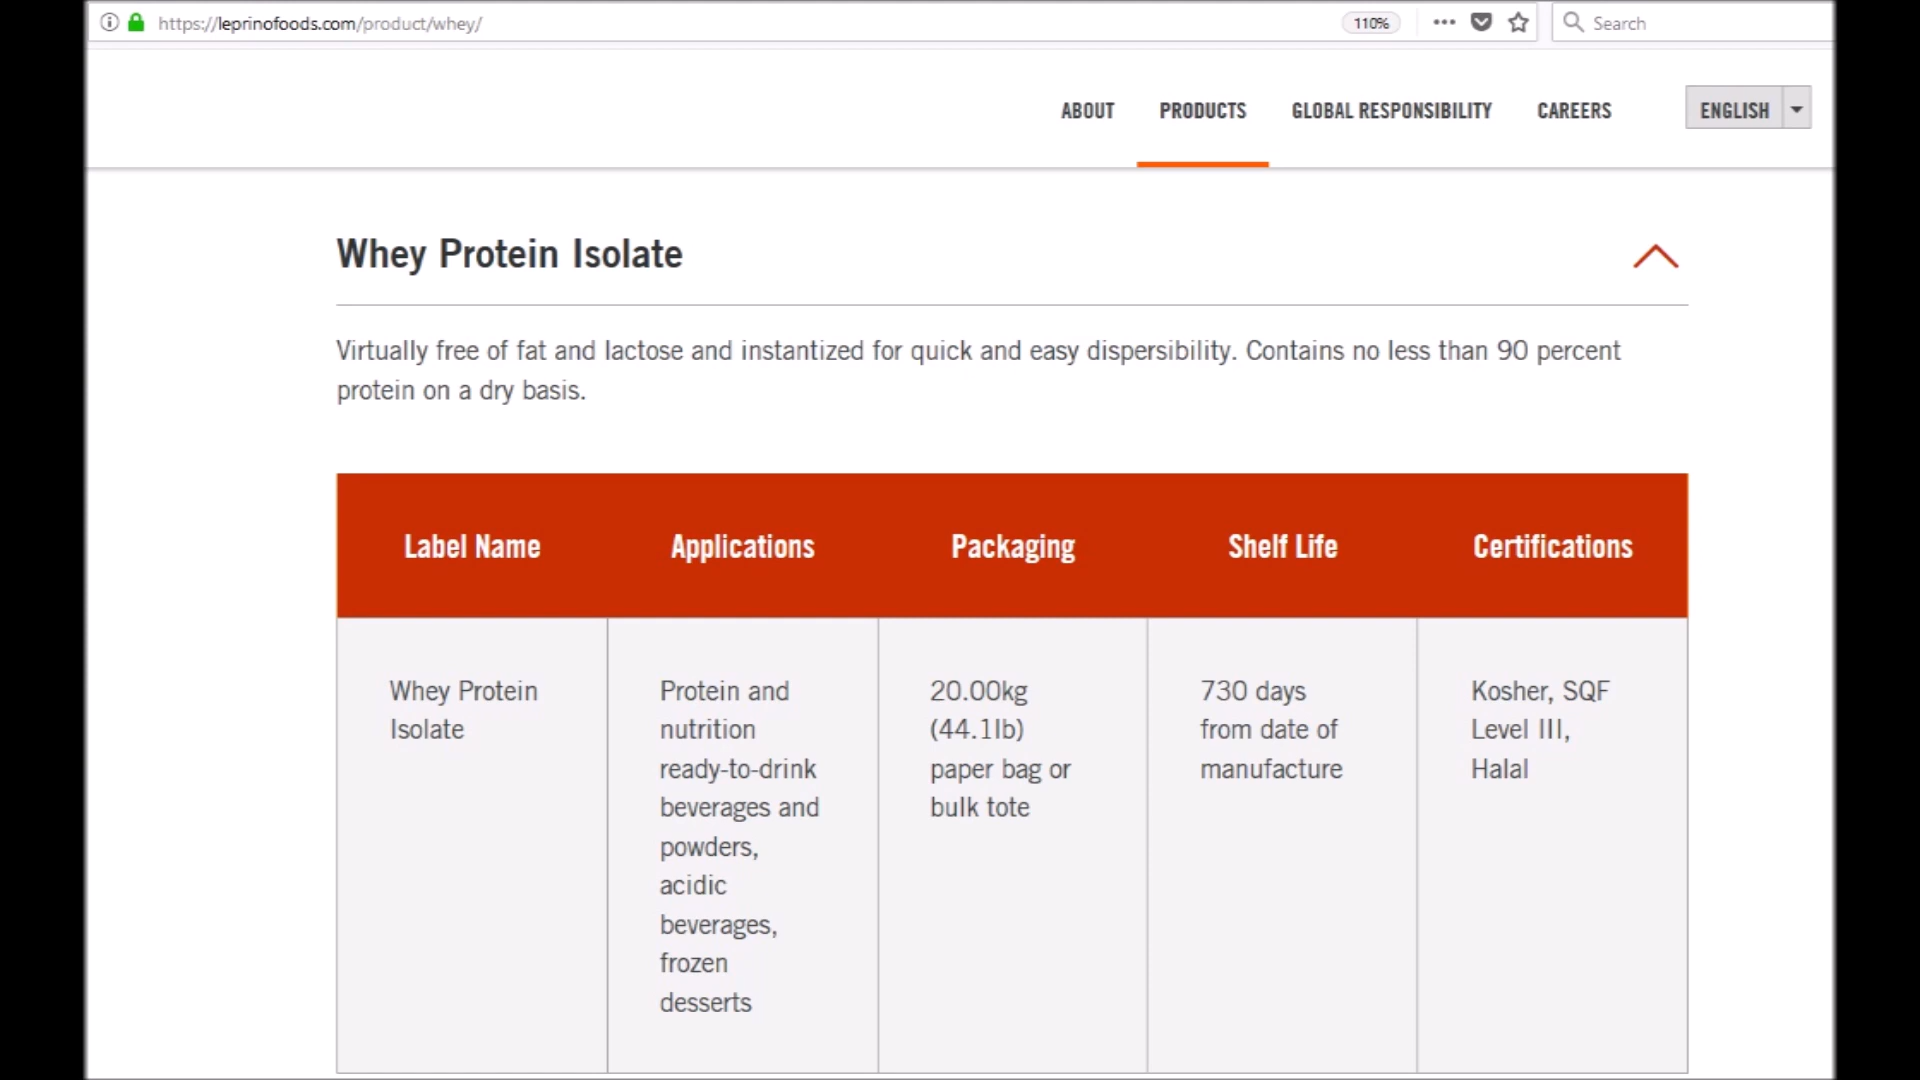 https://leprinofoods.com/product/whey/
110%
Search
ABOUT PRODUCTS GLOBAL RESPONSIBILITY CAREERS ENGLISH
Whey Protein Isolate
Virtually free of fat and lactose and instantized for quick and easy dispersibility. Contains no less than 90 percent
protein on a dry basis.
Label Name Applications Packaging Shelf Life Certifications
Whey Protein
Isolate
Protein and
nutrition
ready-to-drink
beverages and
powders,
acidic
beverages,
frozen
desserts
20.00kg
(44.1lb)
paper bag or
bulk tote
730 days
from date of
manufacture
Kosher, SQF
Level III,
Halal